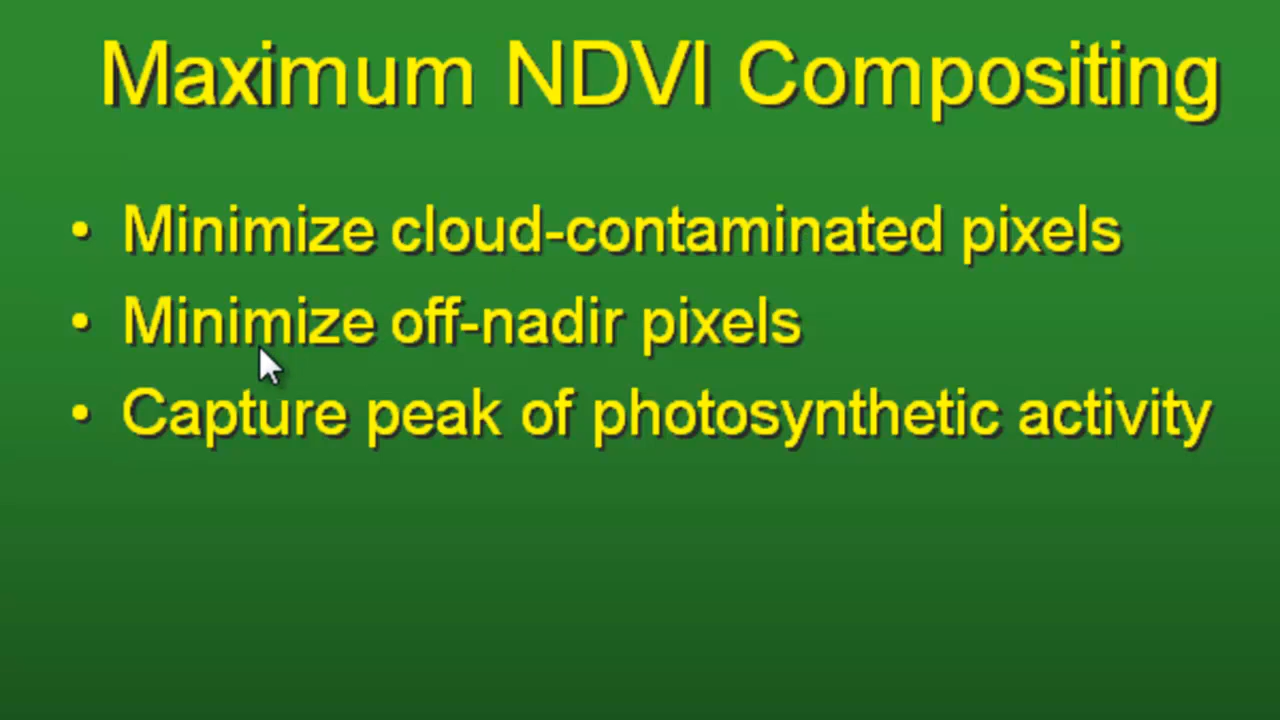 Maximum NDVI Compositing
• Minimize cloud-contaminated pixels
• Minimize off-nadir pixels
• Capture peak of photosynthetic activity